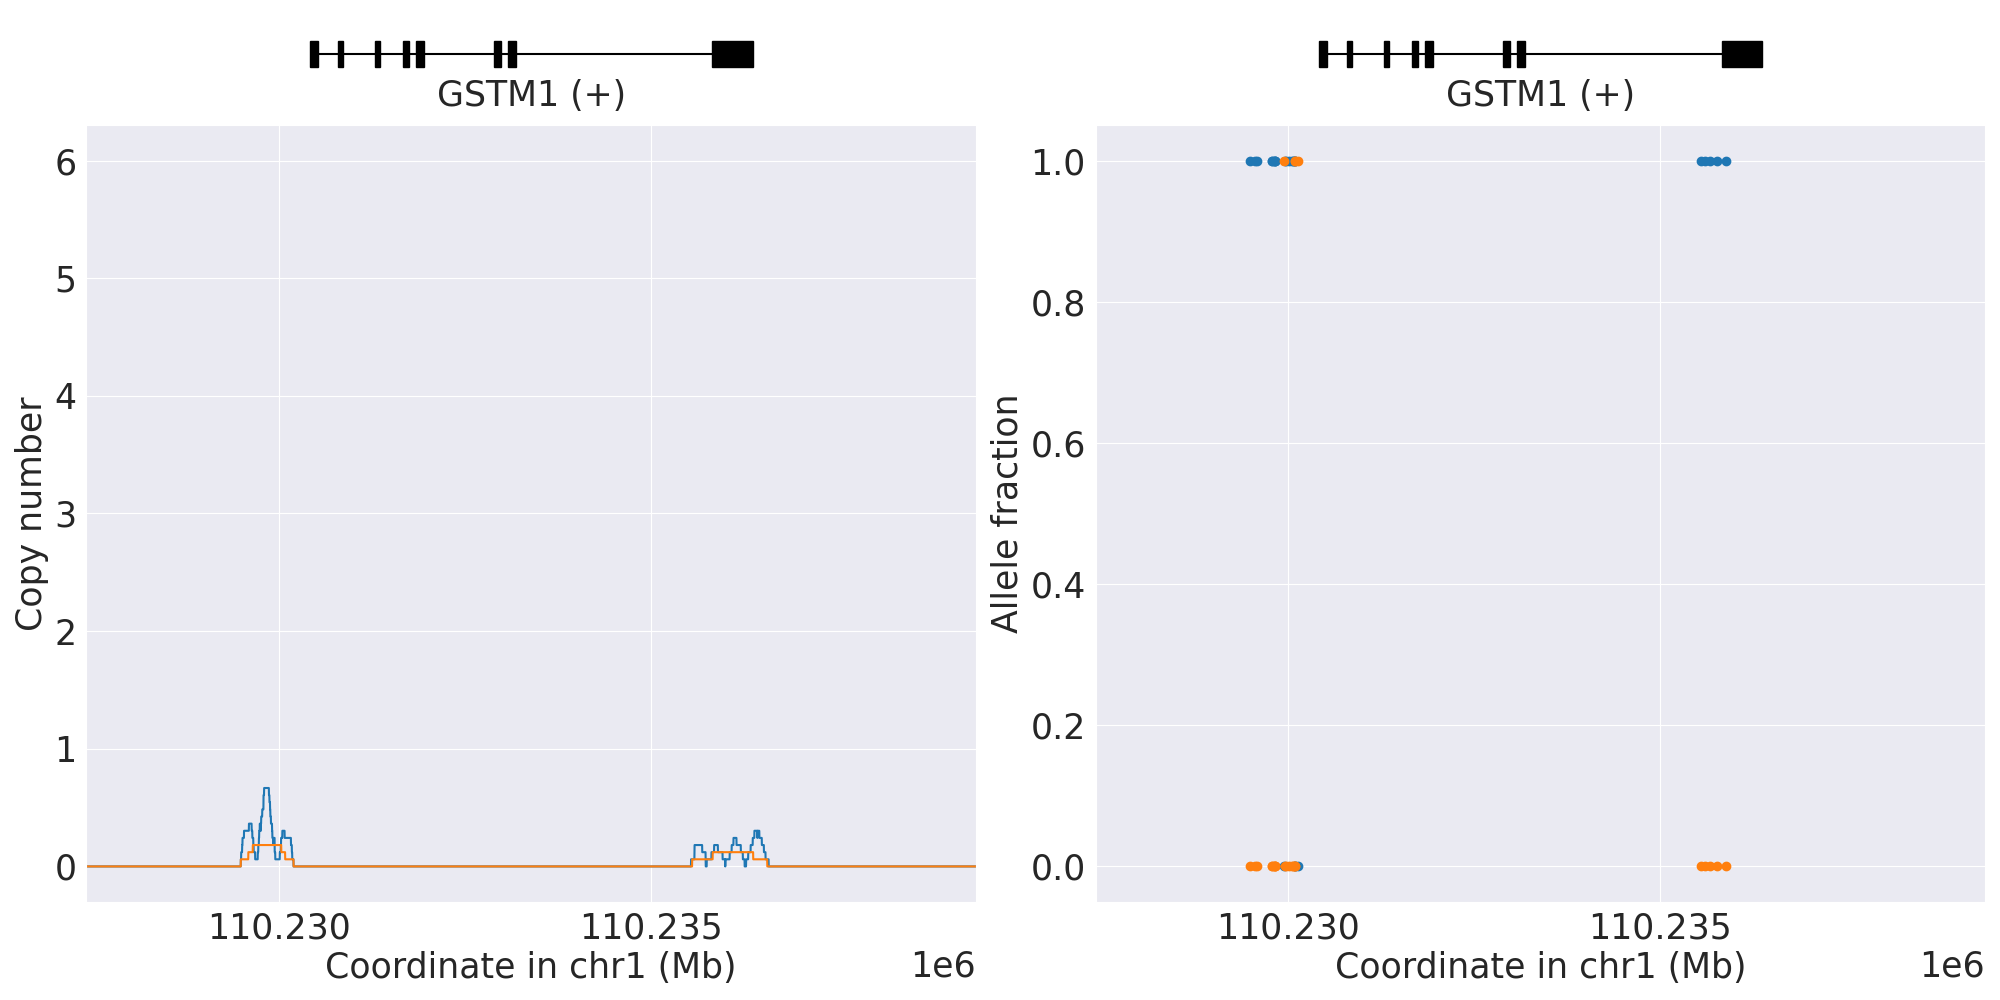 GSTM1 (+)
6
5
4
3
2
1
0
Copy number
110.230
110.235
Coordinate in chr1 (Mb)
1e6
GSTM1 (+)
1.0
0.8
0.6
0.4
0.2
0.0
Allele fraction
110.230
110.235
Coordinate in chr1 (Mb)
1e6